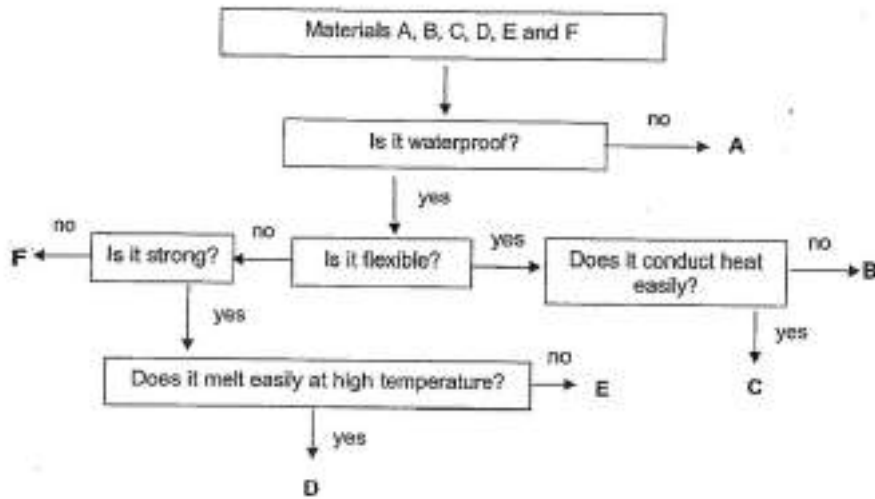 Materials A, B, C, D, E and F
Is it waterproof?
no
A
yes
F
no
Is it strong?
no
Is it flexible?
yes
Does it conduct heat
easily?
no
B
yes
yes
C
Does it melt easily at high temperature?
no
E
yes
D